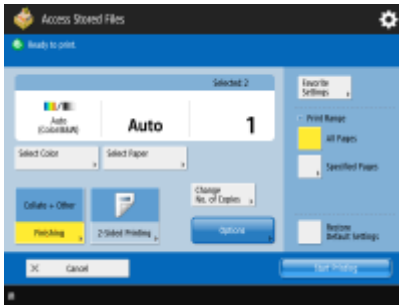 Access Stored Files
Ready to print.
Selected: 2
Auto
(Color/B&W)
Auto
1
Select Color
Select Paper
Change
No. of Copies
Collate + Other
Finishing
2-Sided Printing
Options
Favorite
Settings
Print Range
All Pages
Specified Pages
Restore
Default Settings
Cancel
Start Printing